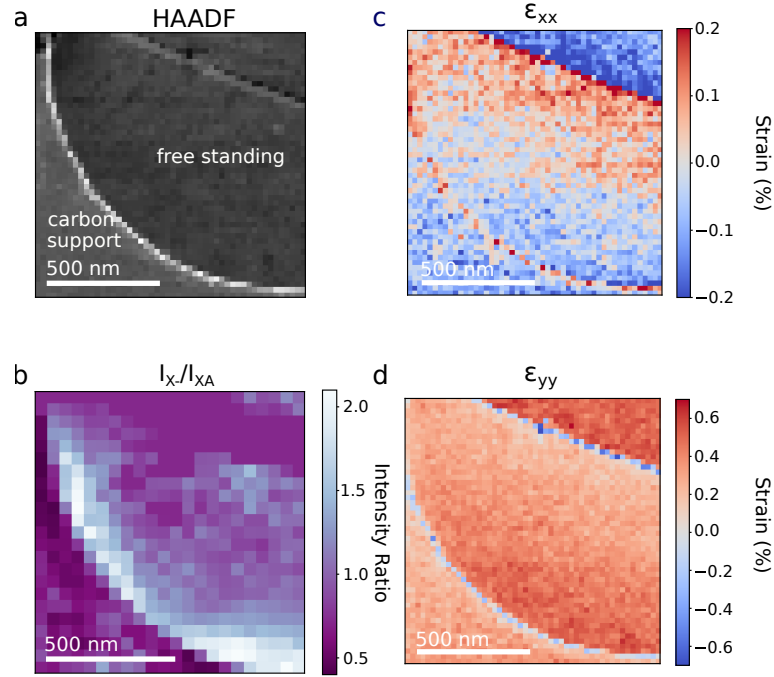 a
HAADF
free standing
carbon
support
500 nm
c
εxx
500 nm
0.2
0.1
0.0
−0.1
−0.2
Strain (%)
b
IX-/IXA
500 nm
2.0
1.5
1.0
0.5
Intensity Ratio
d
εyy
500 nm
0.6
0.4
0.2
0.0
−0.2
−0.4
−0.6
Strain (%)